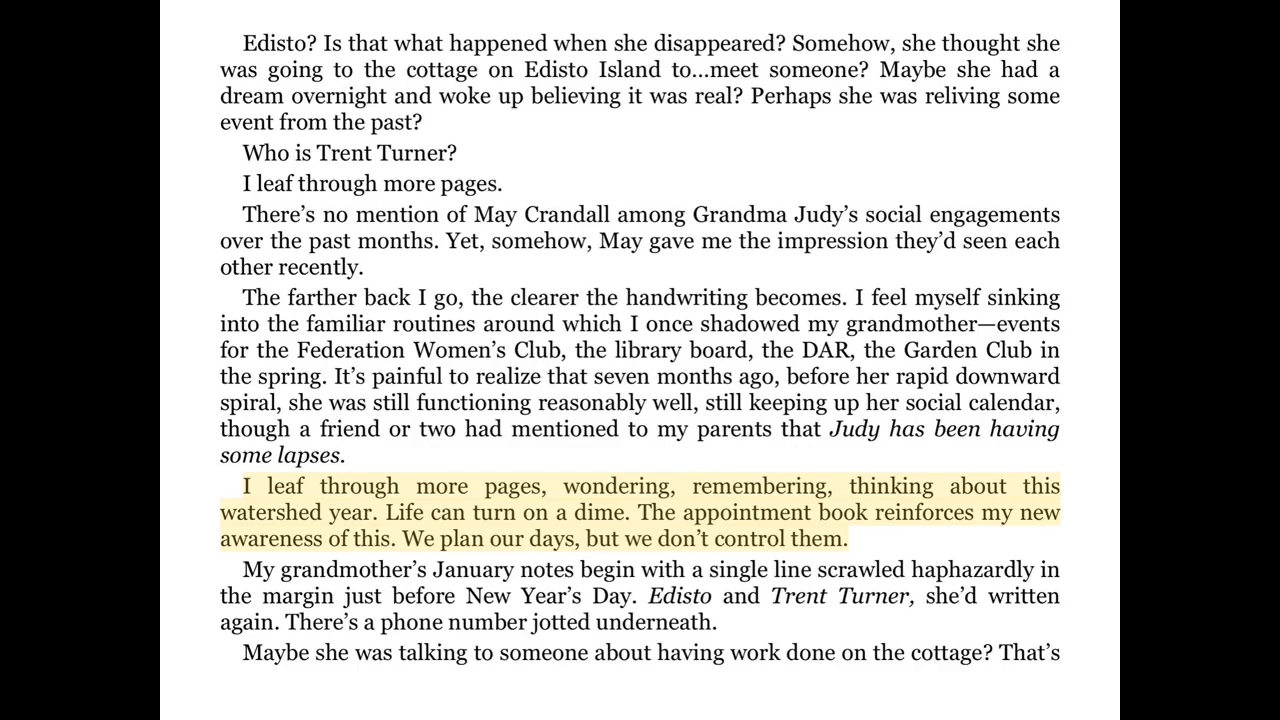 Edisto? Is that what happened when she disappeared? Somehow, she thought she
was going to the cottage on Edisto Island to…meet someone? Maybe she had a
dream overnight and woke up believing it was real? Perhaps she was reliving some
event from the past?
Who is Trent Turner?
I leaf through more pages.
There’s no mention of May Crandall among Grandma Judy’s social engagements
over the past months. Yet, somehow, May gave me the impression they’d seen each
other recently.
The farther back I go, the clearer the handwriting becomes. I feel myself sinking
into the familiar routines around which I once shadowed my grandmother—events
for the Federation Women’s Club, the library board, the DAR, the Garden Club in
the spring. It’s painful to realize that seven months ago, before her rapid downward
spiral, she was still functioning reasonably well, still keeping up her social calendar,
though a friend or two had mentioned to my parents that Judy has been having
some lapses.
I leaf through more pages, wondering, remembering, thinking about this
watershed year. Life can turn on a dime. The appointment book reinforces my new
awareness of this. We plan our days, but we don’t control them.
My grandmother’s January notes begin with a single line scrawled haphazardly in
the margin just before New Year’s Day. Edisto and Trent Turner, she’d written
again. There’s a phone number jotted underneath.
Maybe she was talking to someone about having work done on the cottage? That’s